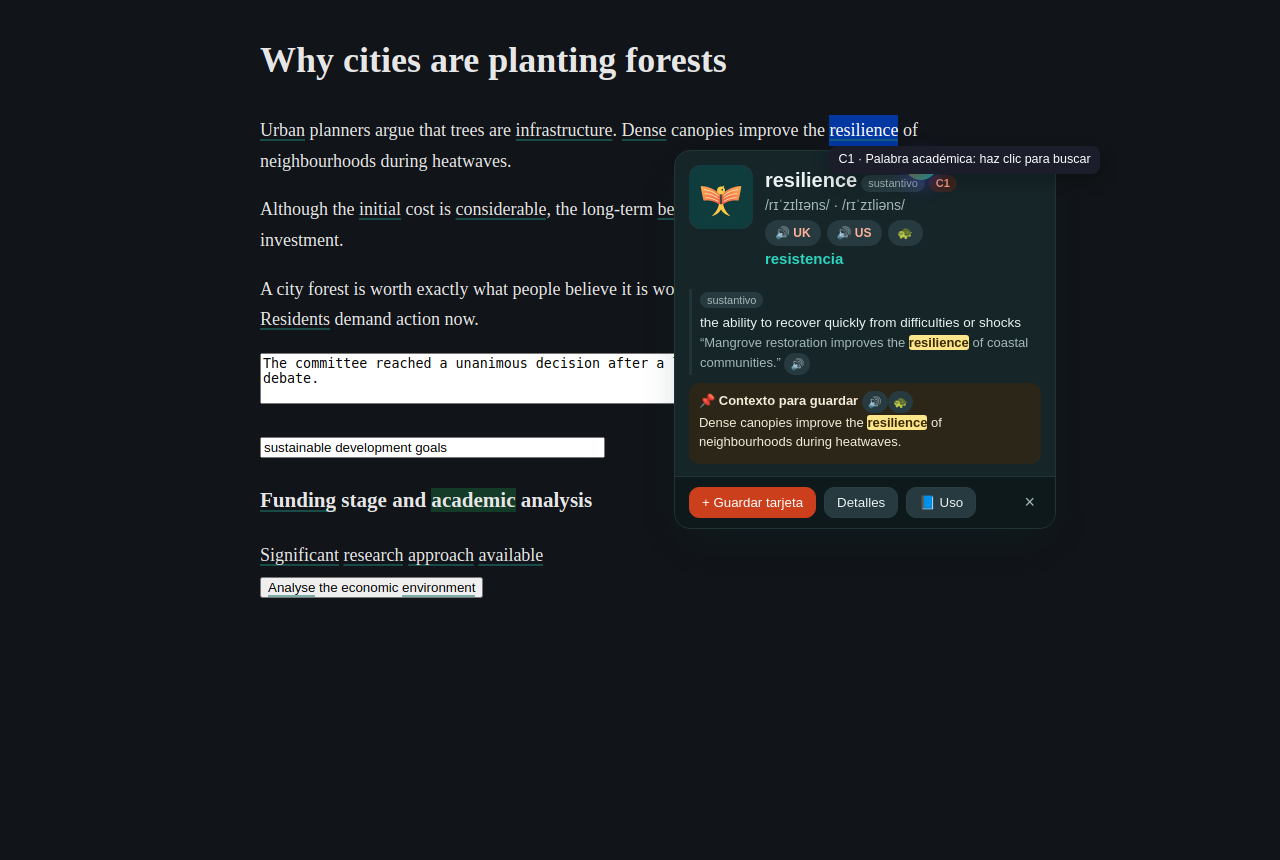 Why cities are planting forests
Urban planners argue that trees are infrastructure. Dense canopies improve the resilience of
neighbourhoods during heatwaves.
C1 · Palabra académica: haz clic para buscar
resilience sustantivo C1
/rɪˈzɪlɪəns/ · /rɪˈzɪliəns/
🔊 UK 🔊 US 🐢
resistencia
sustantivo
the ability to recover quickly from difficulties or shocks
“Mangrove restoration improves the resilience of coastal
communities.” 🔊
📌 Contexto para guardar 🔊 🐢
Dense canopies improve the resilience of
neighbourhoods during heatwaves.
+ Guardar tarjeta Detalles 📘 Uso ×
Although the initial cost is considerable, the long-term
investment.
A city forest is worth exactly what people believe it is
Residents demand action now.
The committee reached a unanimous decision after a
debate.
sustainable development goals
Funding stage and academic analysis
Significant research approach available
Analyse the economic environment